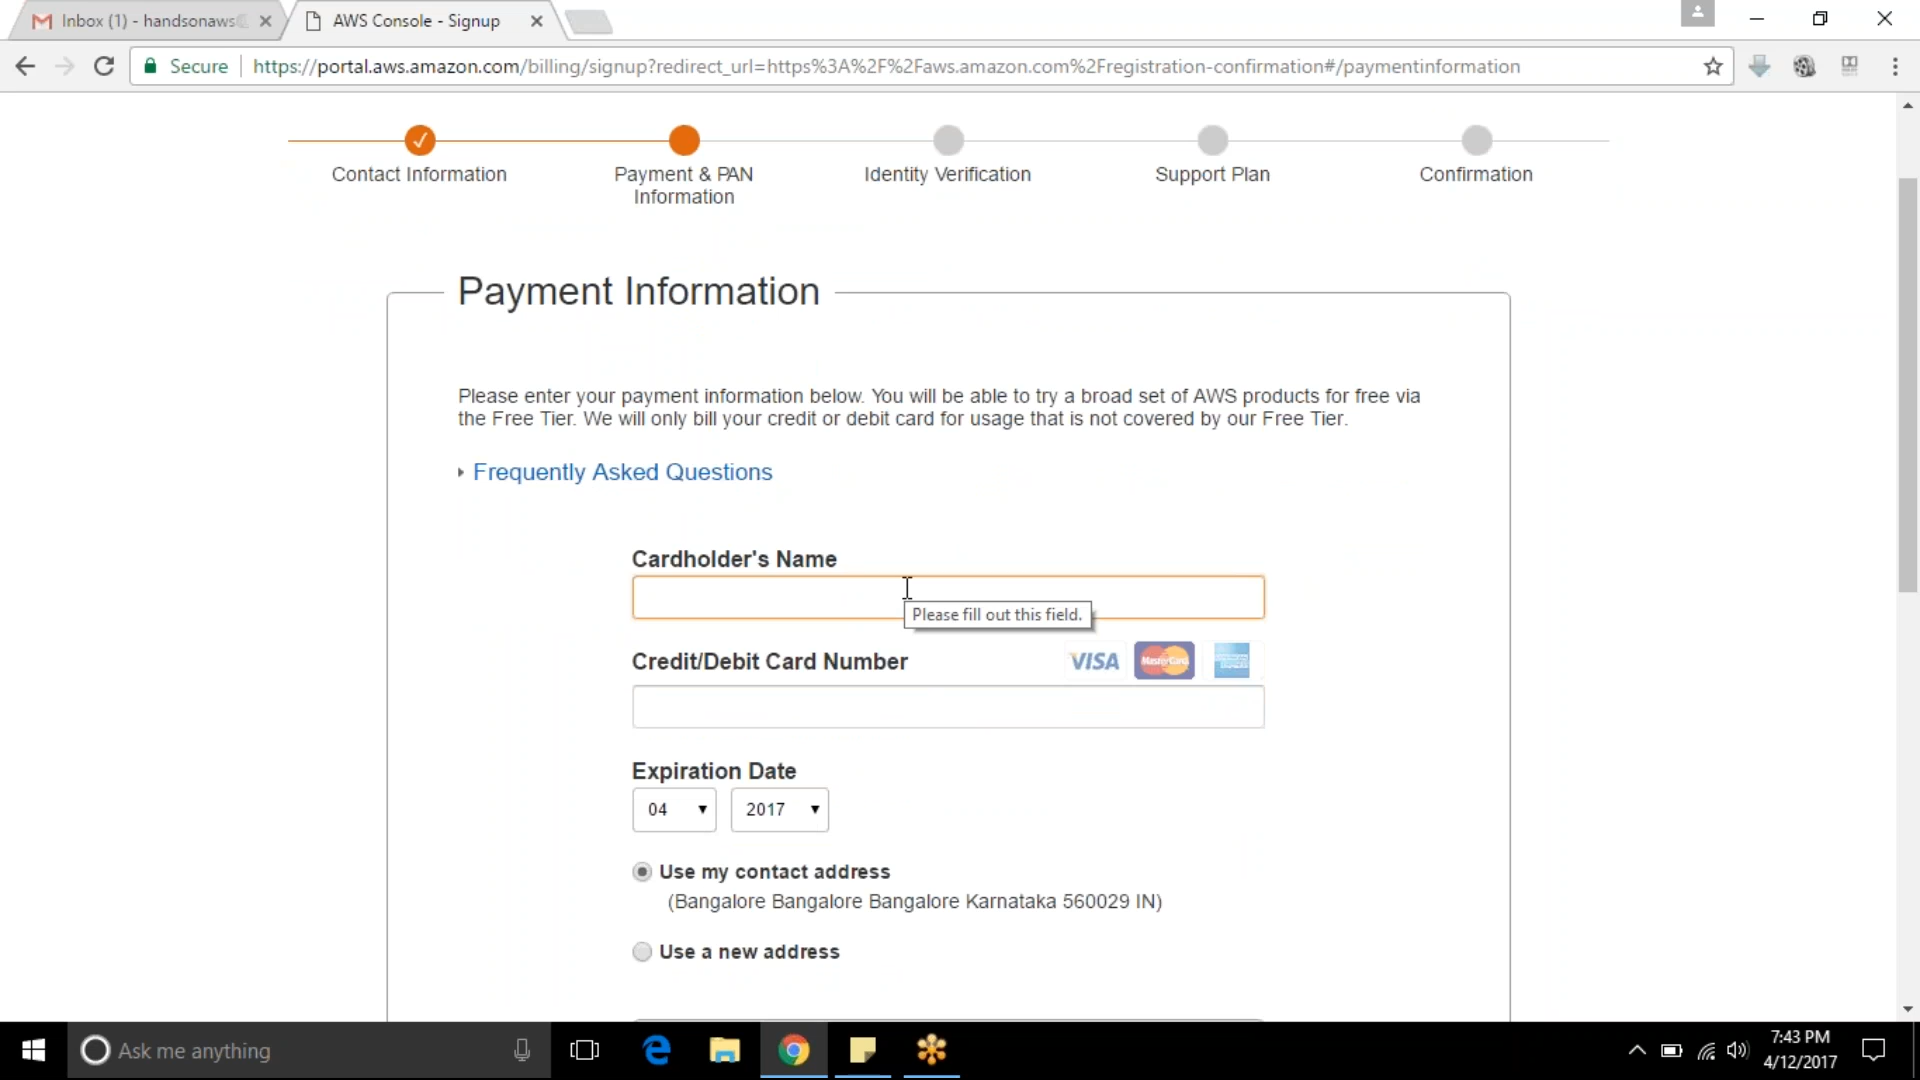 Inbox (1) - handsonaws
AWS Console - Signup
Secure
https://portal.aws.amazon.com/billing/signup?redirect_url=https%3A%2F%2Faws.amazon.com%2Fregistration-confirmation#/paymentinformation
Contact Information
Payment & PAN
Information
Identity Verification
Support Plan
Confirmation
Payment Information
Please enter your payment information below. You will be able to try a broad set of AWS products for free via
the Free Tier. We will only bill your credit or debit card for usage that is not covered by our Free Tier.
Frequently Asked Questions
Cardholder's Name
Please fill out this field.
Credit/Debit Card Number
VISA
MasterCard
Expiration Date
04
2017
Use my contact address
(Bangalore Bangalore Bangalore Karnataka 560029 IN)
Use a new address
Ask me anything
7:43 PM
4/12/2017